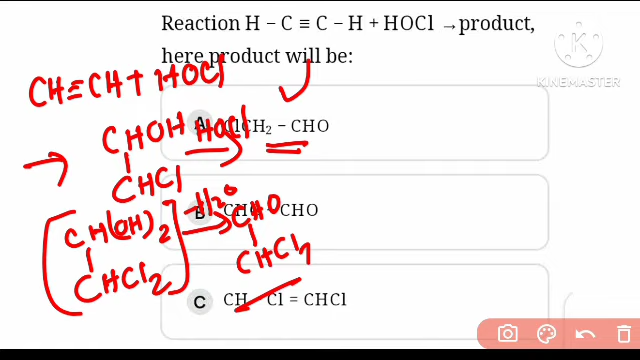 Reaction H − C ≡ C − H + HOCl →product,
here product will be:
KINEMASTER
CH≡CH + HOCl
A ClCH₂ − CHO
CHOH HOCl
CHCl
CH(OH)₂ -H₂O CHO
CHCl₂ CHCl₂
B − CHO
C CH Cl = CHCl